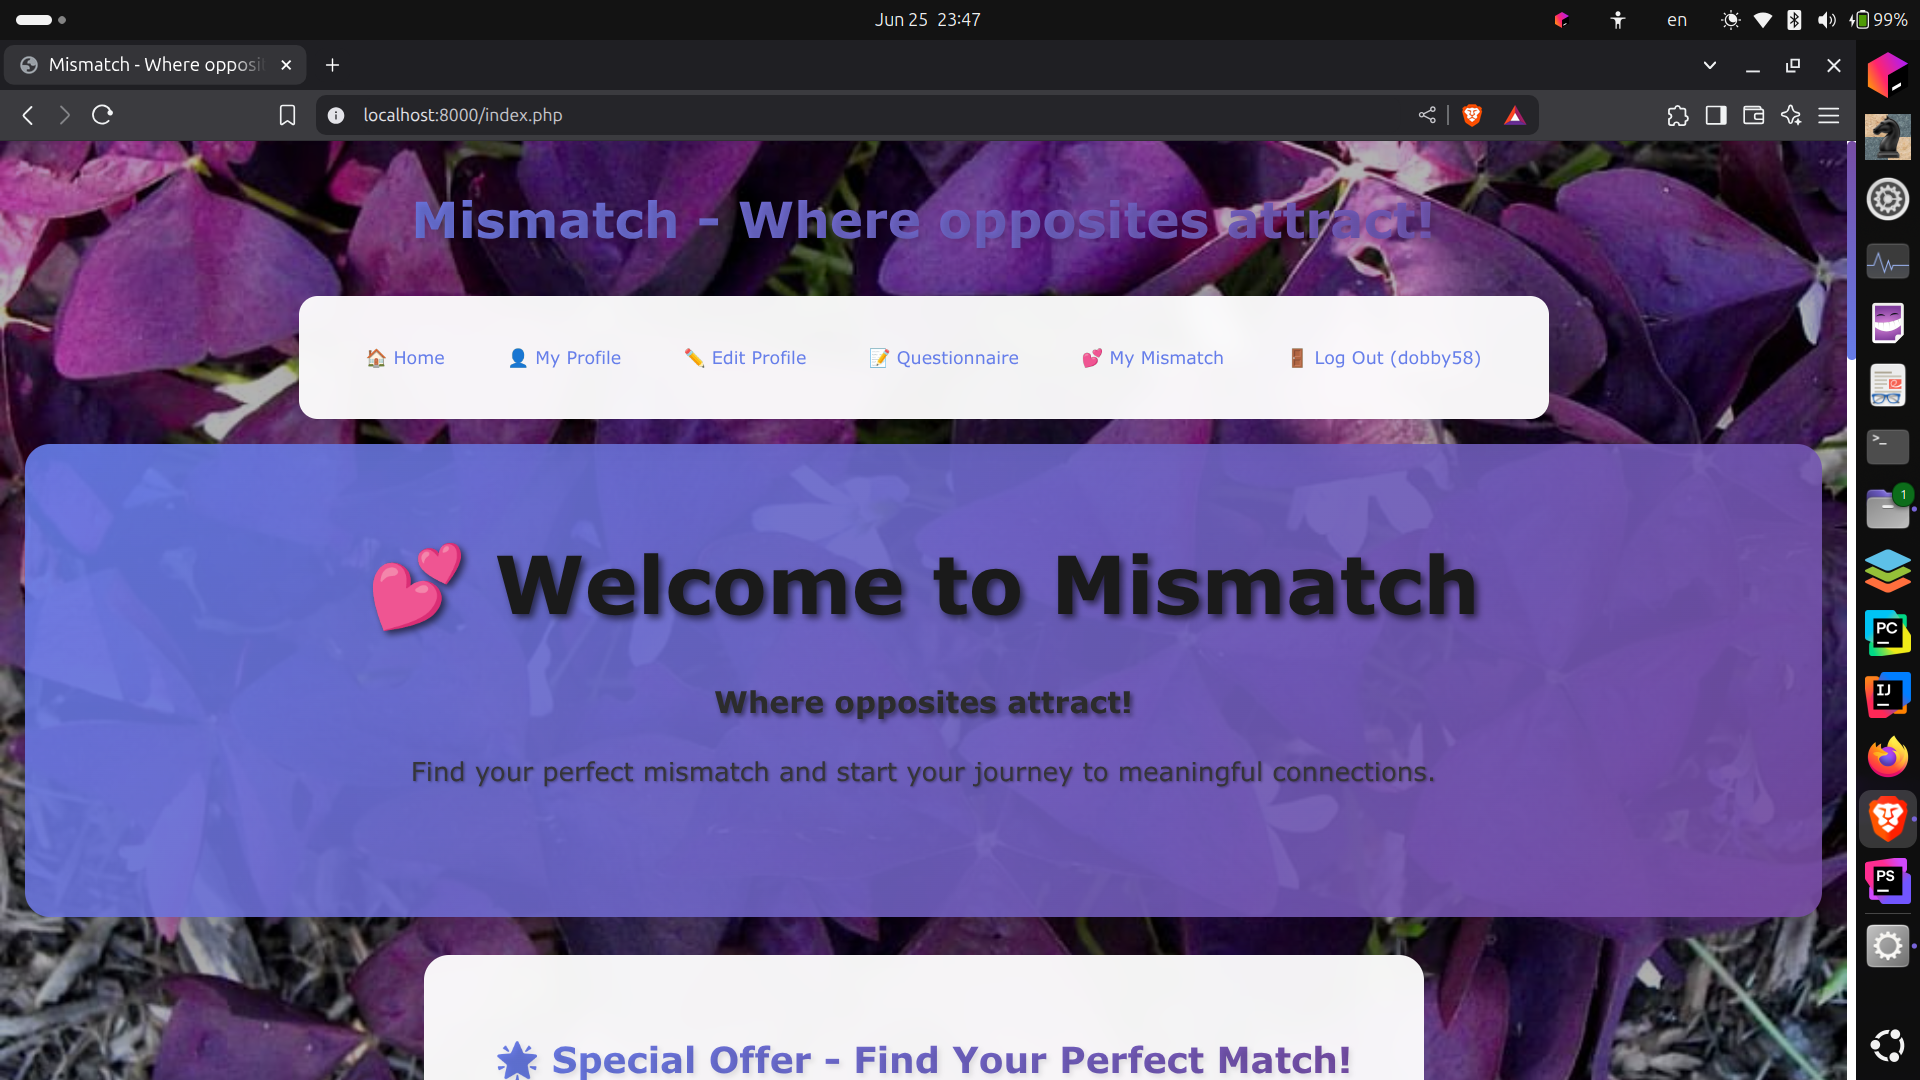 Jun 25 23:47
en
99%
Mismatch - Where opposi
localhost:8000/index.php
Mismatch - Where opposites attract!
Home
My Profile
Edit Profile
Questionnaire
My Mismatch
Log Out (dobby58)
Welcome to Mismatch
Where opposites attract!
Find your perfect mismatch and start your journey to meaningful connections.
Special Offer - Find Your Perfect Match!
>_
1
PC
IJ
PS